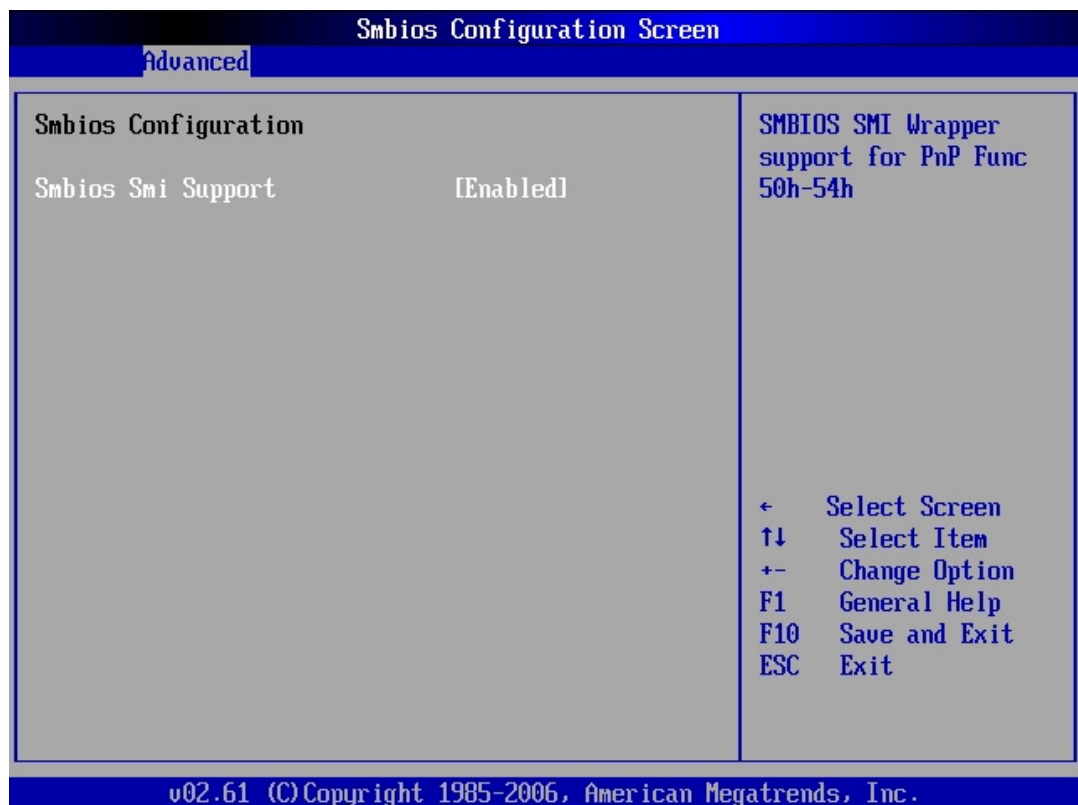 Smbios Configuration Screen
Advanced
Smbios Configuration
Smbios Smi Support [Enabled]
SMBIOS SMI Wrapper
support for PnP Func
50h-54h
← Select Screen
↑↓ Select Item
+- Change Option
F1 General Help
F10 Save and Exit
ESC Exit
v02.61 (C)Copyright 1985-2006, American Megatrends, Inc.